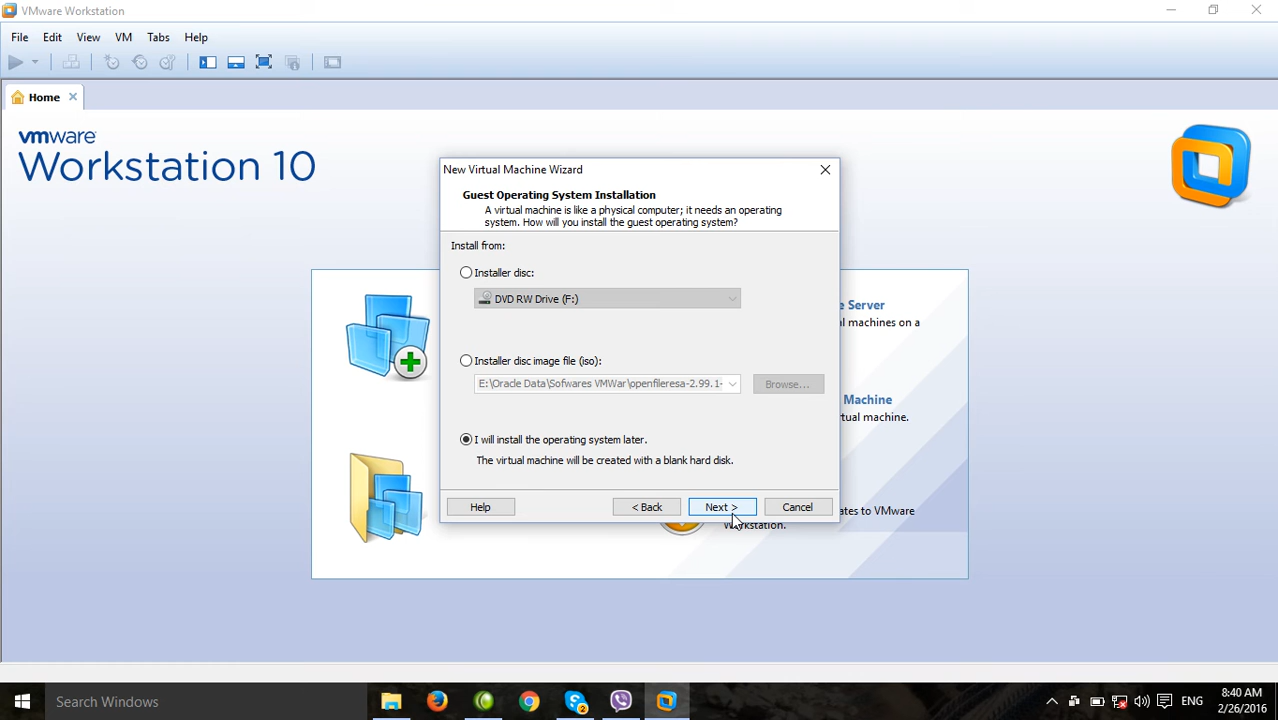 VMware Workstation
File Edit View VM Tabs Help
Home
vmware
Workstation 10
New Virtual Machine Wizard
Guest Operating System Installation
A virtual machine is like a physical computer; it needs an operating
system. How will you install the guest operating system?
Install from:
Installer disc:
DVD RW Drive (F:)
e Server
al machines on a
Installer disc image file (iso):
E:\Oracle Data\Sofwares VMWar\openfileresa-2.99.1-
Browse...
Machine
rtual machine.
I will install the operating system later.
The virtual machine will be created with a blank hard disk.
Help
< Back
Next >
Cancel
ates to VMware
Workstation.
Search Windows
2
ENG
8:40 AM
2/26/2016